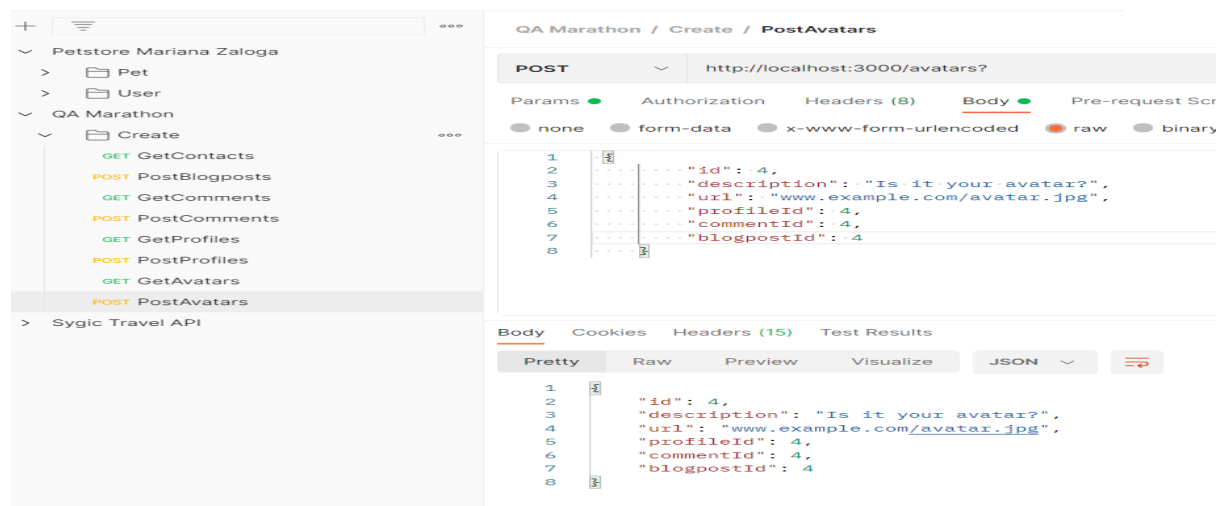 Petstore Mariana Zaloga
Pet
User
QA Marathon
Create
GET GetContacts
POST PostBlogposts
GET GetComments
POST PostComments
GET GetProfiles
POST PostProfiles
GET GetAvatars
POST PostAvatars
Sygic Travel API
QA Marathon / Create / PostAvatars
POST http://localhost:3000/avatars?
Params Authorization Headers (8) Body Pre-request Scr
none form-data x-www-form-urlencoded raw binary
1 {
2 "id": 4,
3 "description": "Is it your avatar?",
4 "url": "www.example.com/avatar.jpg",
5 "profileId": 4,
6 "commentId": 4,
7 "blogpostId": 4
8 }
Body Cookies Headers (15) Test Results
Pretty Raw Preview Visualize JSON
1 {
2 "id": 4,
3 "description": "Is it your avatar?",
4 "url": "www.example.com/avatar.jpg",
5 "profileId": 4,
6 "commentId": 4,
7 "blogpostId": 4
8 }